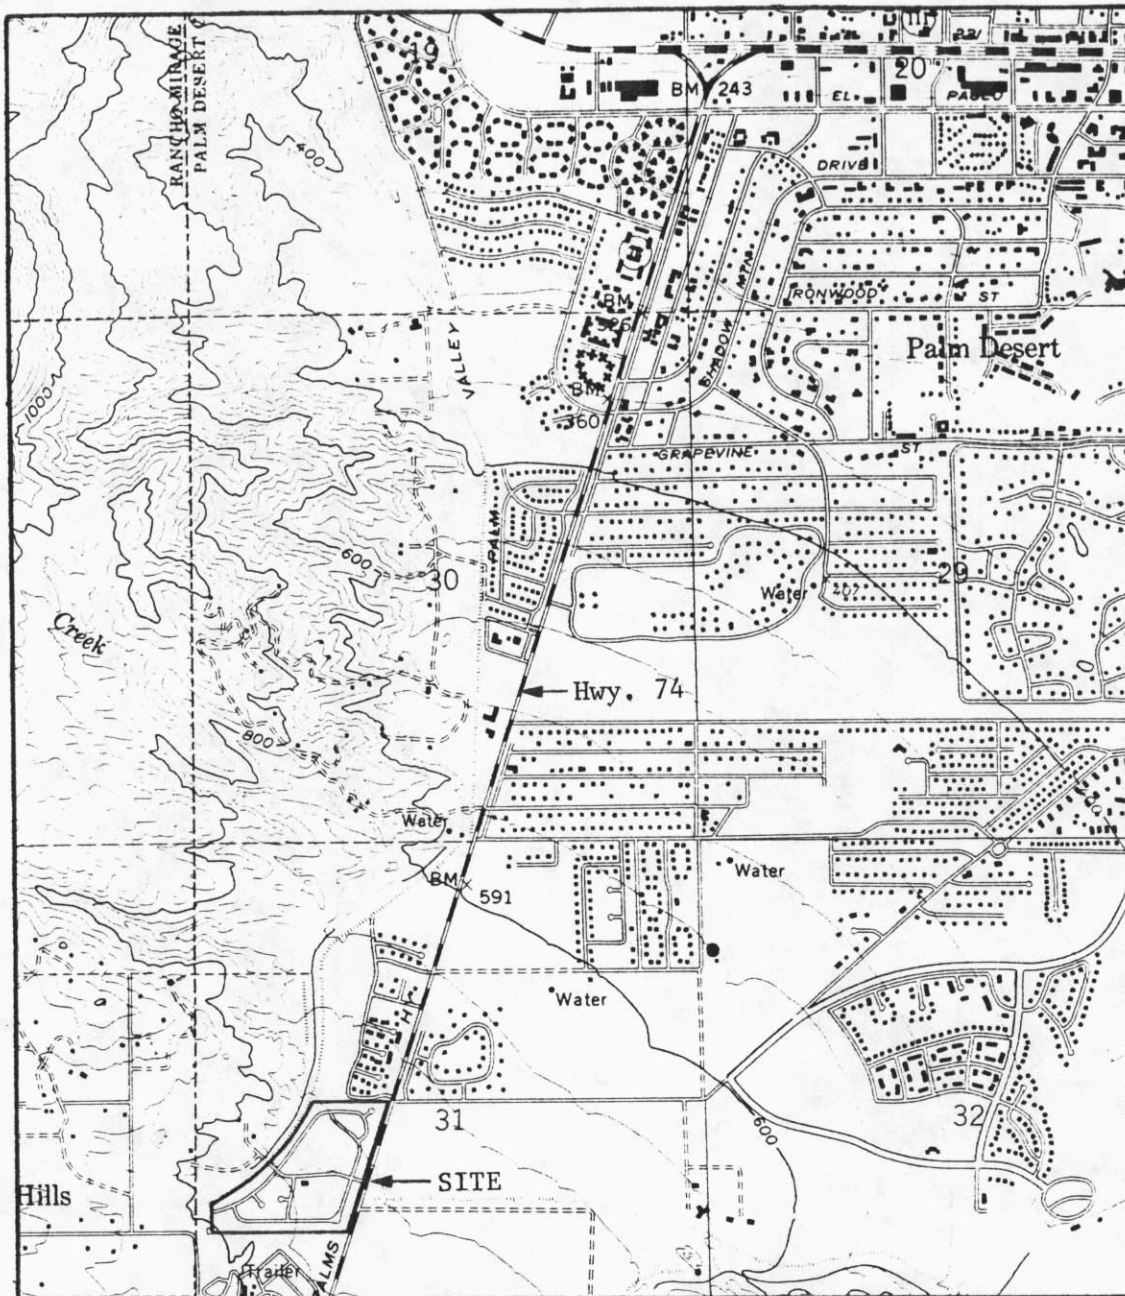 RANCHO MIRAGE
PALM DESERT
400
BM 243
20
EL
PASEO
DRIVE
MTN
IRONWOOD
ST
BM
326
VALLEY
SHADOW
Palm Desert
1000
BM
360
GRAPEVINE
ST
PALM
600
30
29
Water
207
Creek
Hwy. 74
800
Water
Water
BM
591
Water
31
32
600
SITE
Hills
Trailer
ALMS